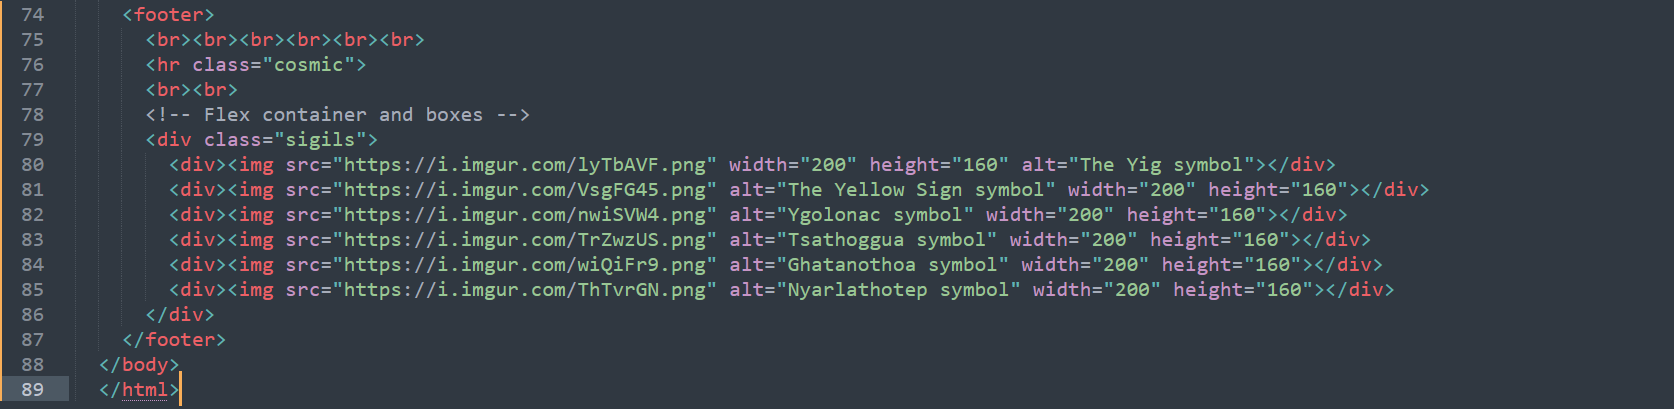 74 <footer>
75 <br><br><br><br><br><br>
76 <hr class="cosmic">
77 <br><br>
78 <!-- Flex container and boxes -->
79 <div class="sigils">
80 <div><img src="https://i.imgur.com/lyTbAVF.png" width="200" height="160" alt="The Yig symbol"></div>
81 <div><img src="https://i.imgur.com/VsgFG45.png" alt="The Yellow Sign symbol" width="200" height="160"></div>
82 <div><img src="https://i.imgur.com/nwiSVW4.png" alt="Ygolonac symbol" width="200" height="160"></div>
83 <div><img src="https://i.imgur.com/TrZwzUS.png" alt="Tsathoggua symbol" width="200" height="160"></div>
84 <div><img src="https://i.imgur.com/wiQiFr9.png" alt="Ghatanothoa symbol" width="200" height="160"></div>
85 <div><img src="https://i.imgur.com/ThTvrGN.png" alt="Nyarlathotep symbol" width="200" height="160"></div>
86 </div>
87 </footer>
88 </body>
89 </html>